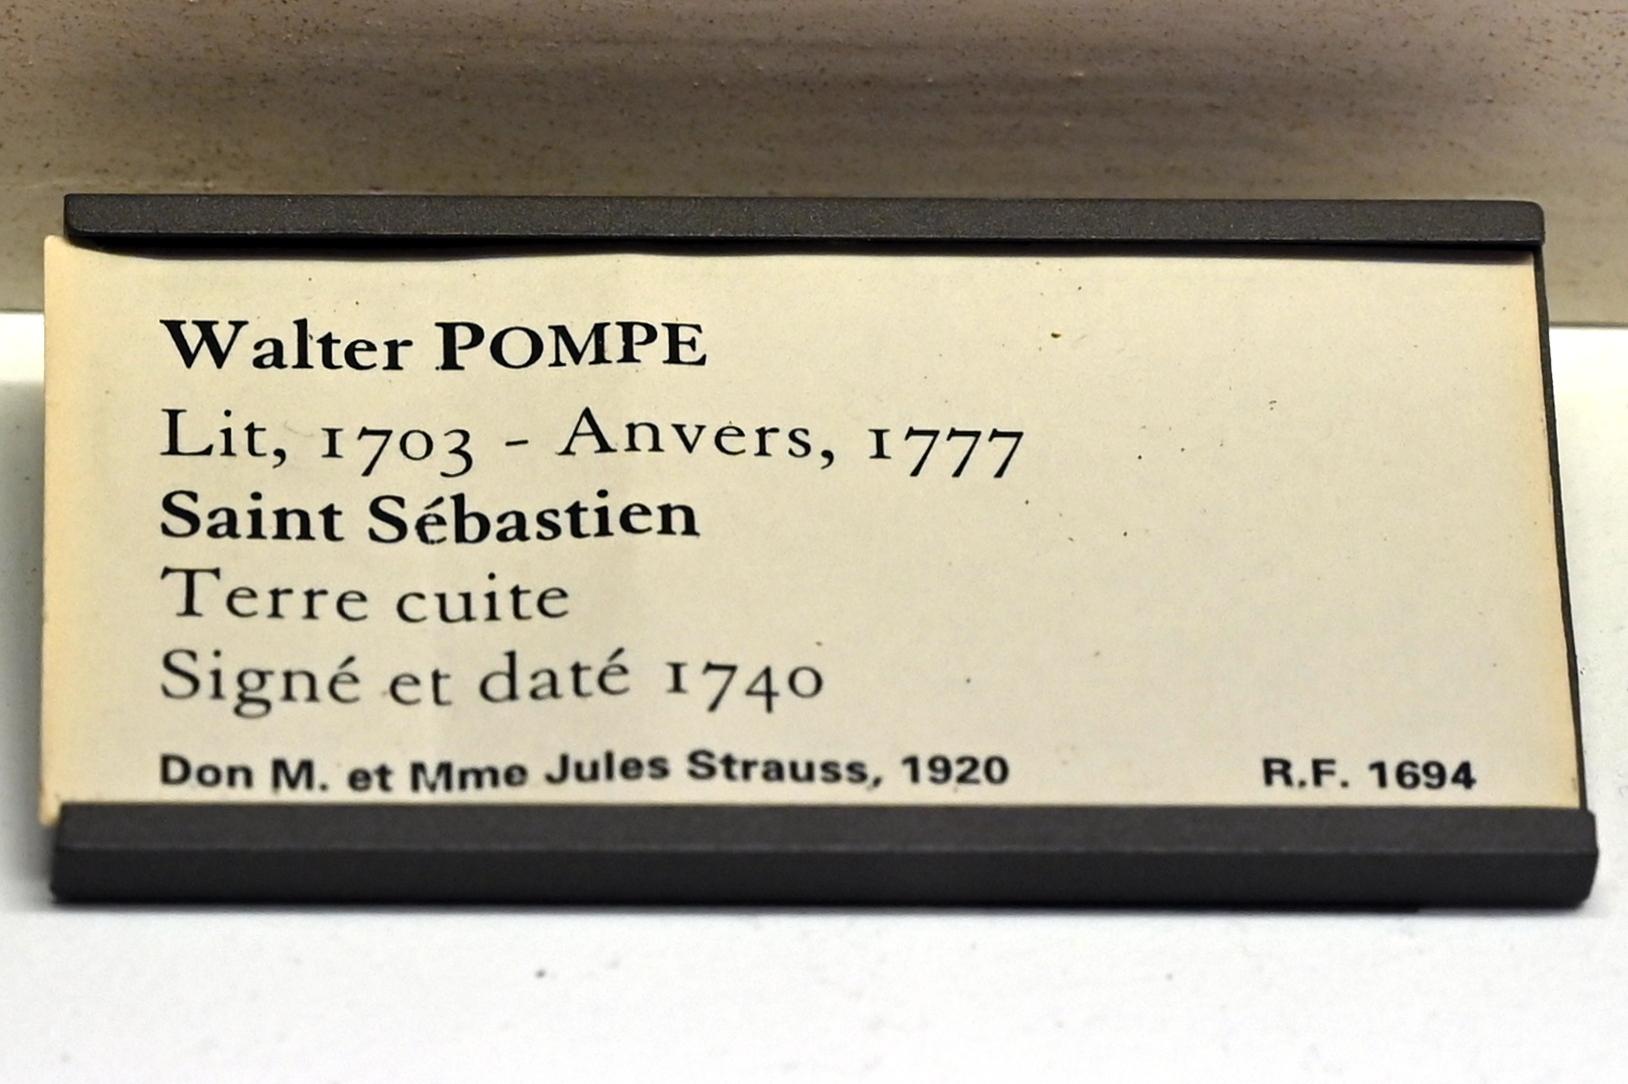 Walter POMPE
Lit, 1703 - Anvers, 1777
Saint Sébastien
Terre cuite
Signé et daté 1740
Don M. et Mme Jules Strauss, 1920 R.F. 1694